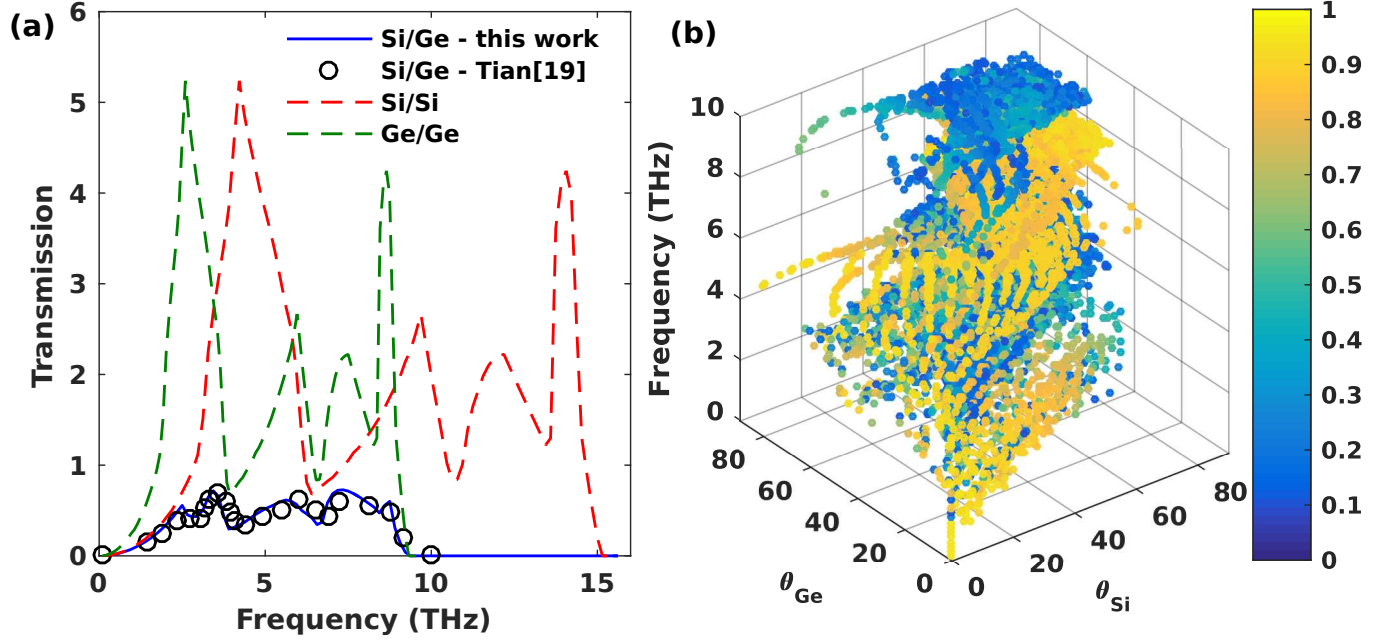 (a)
Transmission
6
5
4
3
2
1
0
Si/Ge - this work
Si/Ge - Tian[19]
Si/Si
Ge/Ge
0 5 10 15
Frequency (THz)
(b)
Frequency (THz)
10
8
6
4
2
0
80
60
40
20
0
θGe
0
20
40
60
80
θSi
1
0.9
0.8
0.7
0.6
0.5
0.4
0.3
0.2
0.1
0